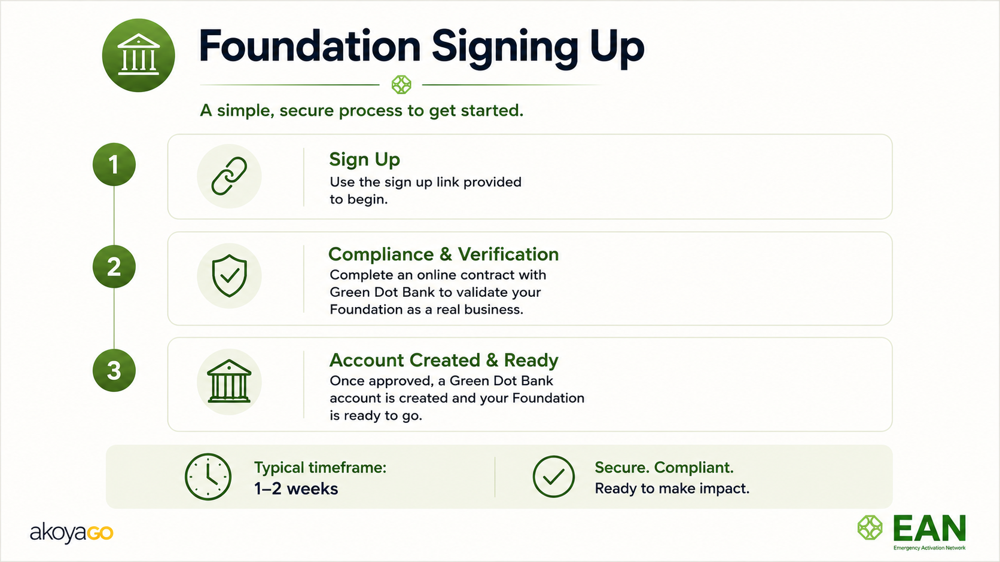 Foundation Signing Up
A simple, secure process to get started.
1
Sign Up
Use the sign up link provided
to begin.
2
Compliance & Verification
Complete an online contract with
Green Dot Bank to validate your
Foundation as a real business.
3
Account Created & Ready
Once approved, a Green Dot Bank
account is created and your Foundation
is ready to go.
Typical timeframe:
1–2 weeks
Secure. Compliant.
Ready to make impact.
akoyaGO
EAN
Emergency Activation Network